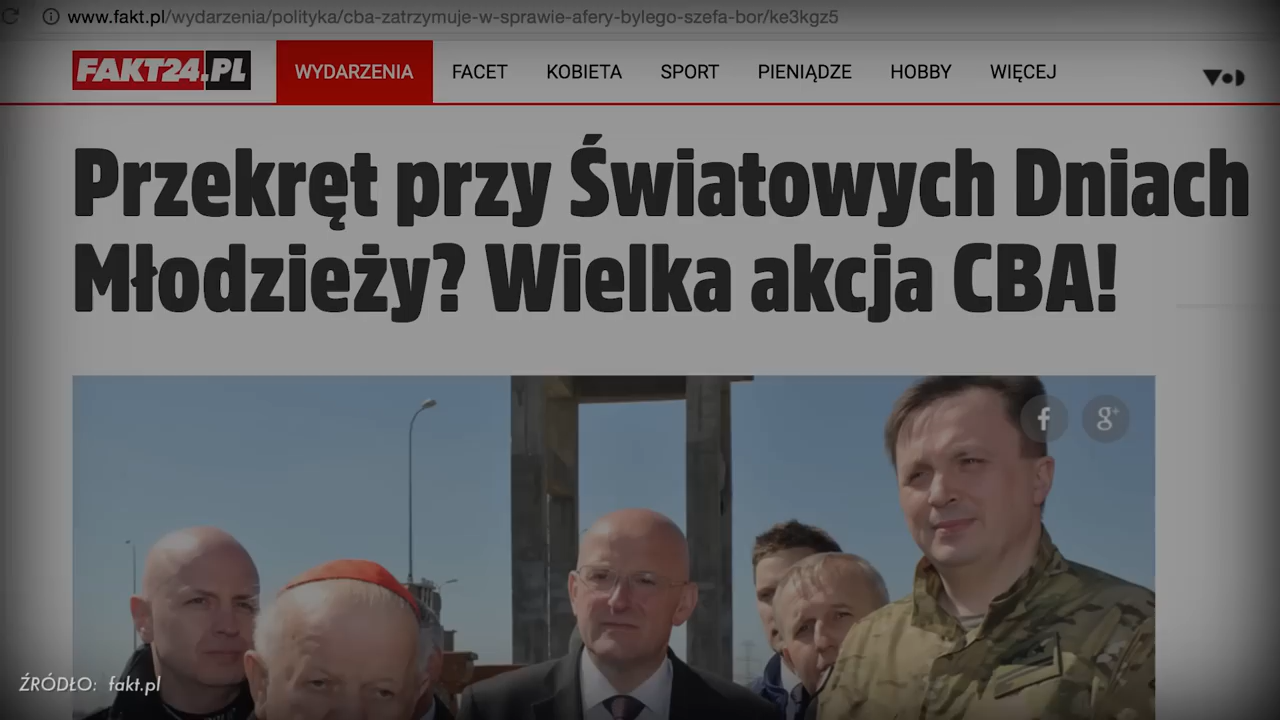 www.fakt.pl/wydarzenia/polityka/cba-zatrzymuje-w-sprawie-afery-bylego-szefa-bor/ke3kgz5
FAKT24.PL WYDARZENIA FACET KOBIETA SPORT PIENIĄDZE HOBBY WIĘCEJ VOD
Przekręt przy Światowych Dniach
Młodzieży? Wielka akcja CBA!
f g+
ŹRÓDŁO: fakt.pl